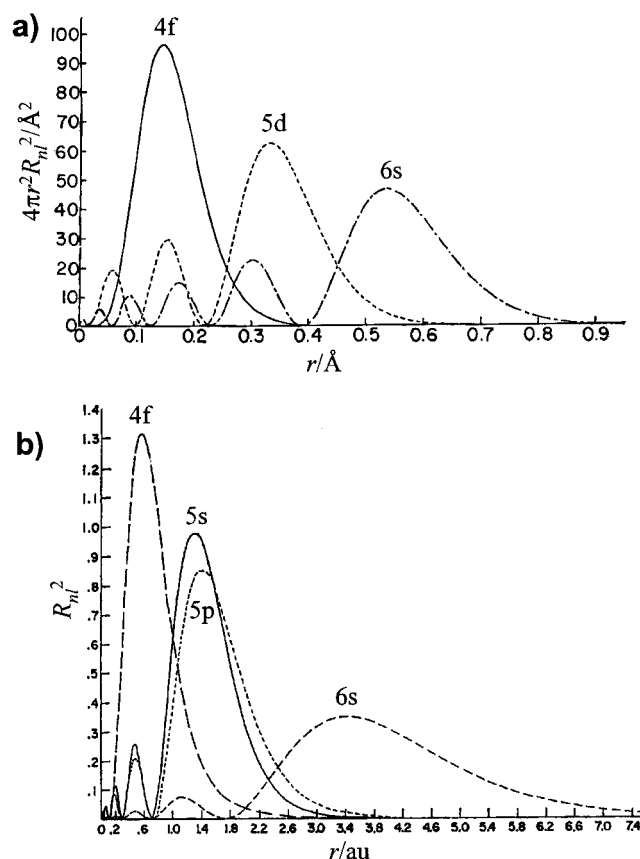 a)
4f
5d
6s
4πr²R_nl²/Å²
100
80
60
50
40
30
20
10
0
0 0.1 0.2 0.3 0.4 0.5 0.6 0.7 0.8 0.9
r/Å
b)
4f
5s
5p
6s
R_nl²
1.4
1.3
1.2
1.1
1.0
.9
.8
.7
.6
.5
.4
.3
.2
.1
0 0.2 .6 1.0 1.4 1.8 2.2 2.6 3.0 3.4 3.8 4.2 4.6 5.0 5.4 5.8 6.2 6.6 7.0 7.4
r/au